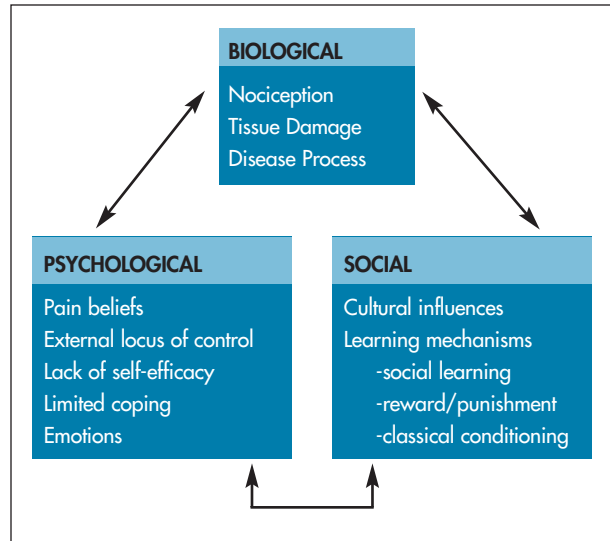 BIOLOGICAL
Nociception
Tissue Damage
Disease Process
PSYCHOLOGICAL
Pain beliefs
External locus of control
Lack of self-efficacy
Limited coping
Emotions
SOCIAL
Cultural influences
Learning mechanisms
-social learning
-reward/punishment
-classical conditioning